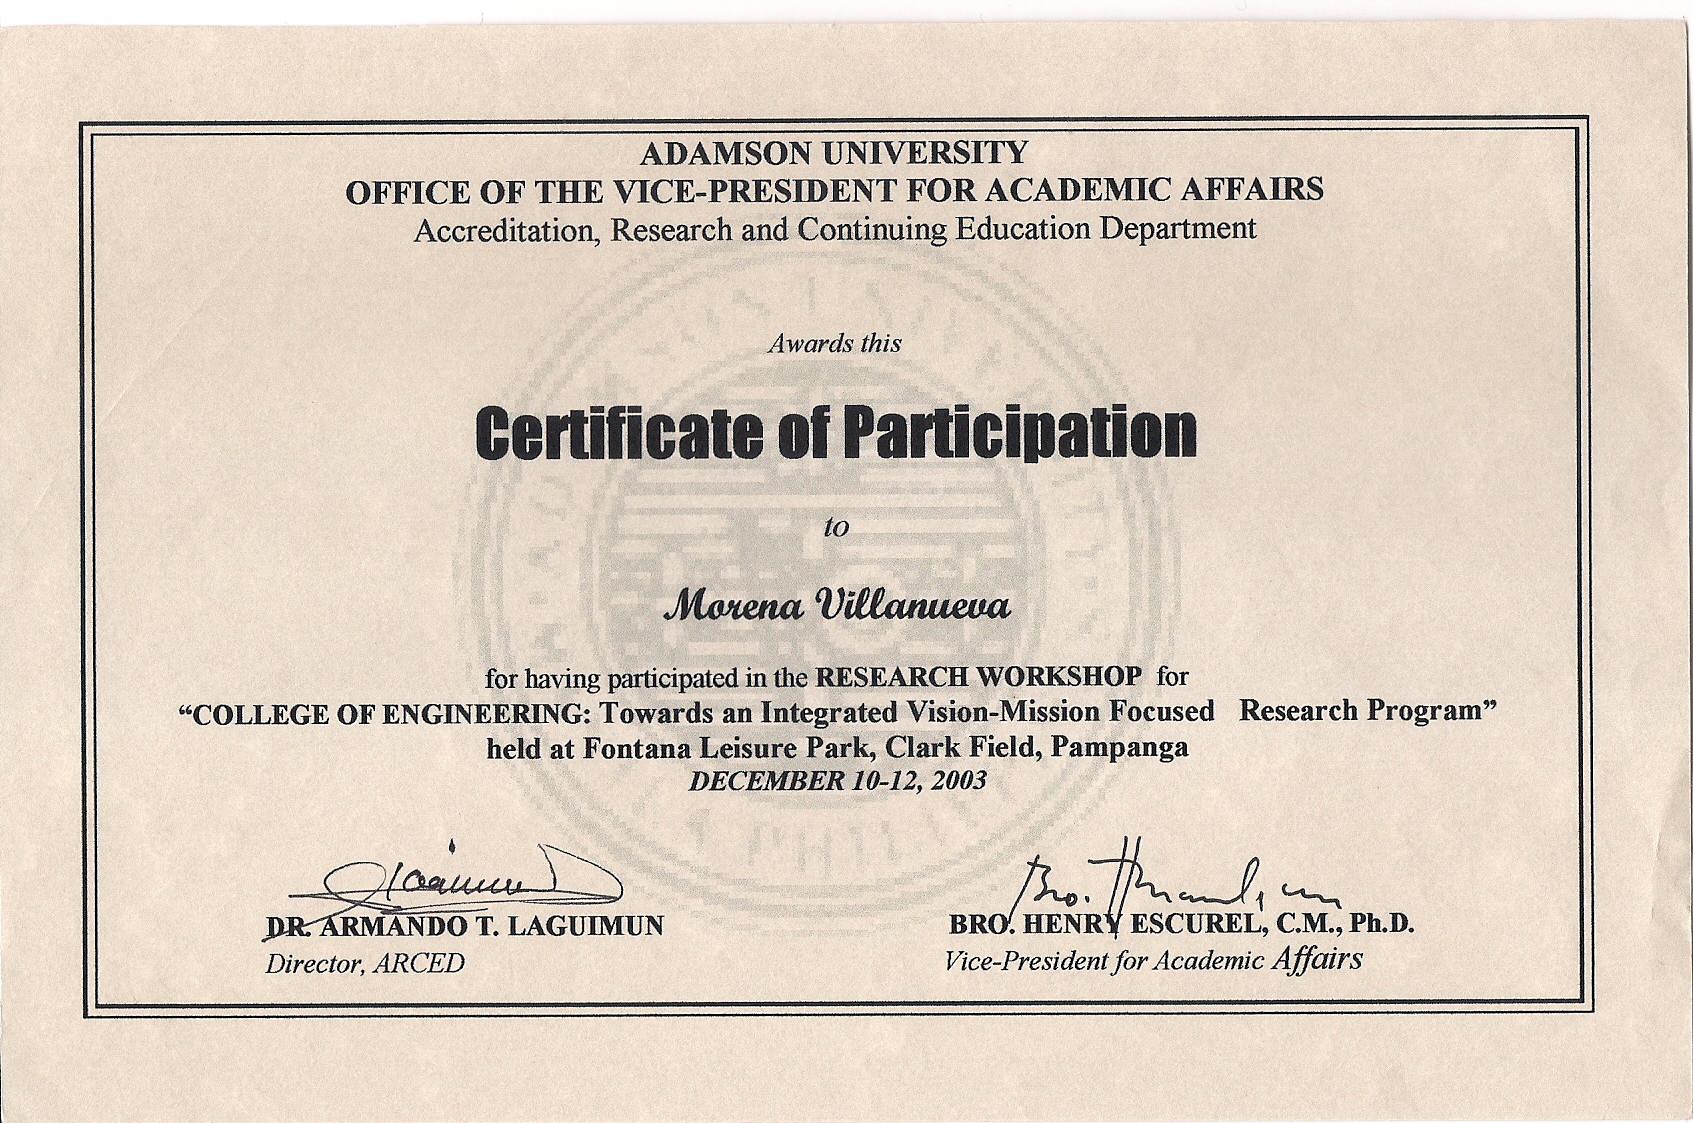 ADAMSON UNIVERSITY
OFFICE OF THE VICE-PRESIDENT FOR ACADEMIC AFFAIRS
Accreditation, Research and Continuing Education Department
Awards this
Certificate of Participation
to
Morena Villanueva
for having participated in the RESEARCH WORKSHOP for
“COLLEGE OF ENGINEERING: Towards an Integrated Vision-Mission Focused Research Program”
held at Fontana Leisure Park, Clark Field, Pampanga
DECEMBER 10-12, 2003
DR. ARMANDO T. LAGUIMUN
Director, ARCED
BRO. HENRY ESCUREL, C.M., Ph.D.
Vice-President for Academic Affairs